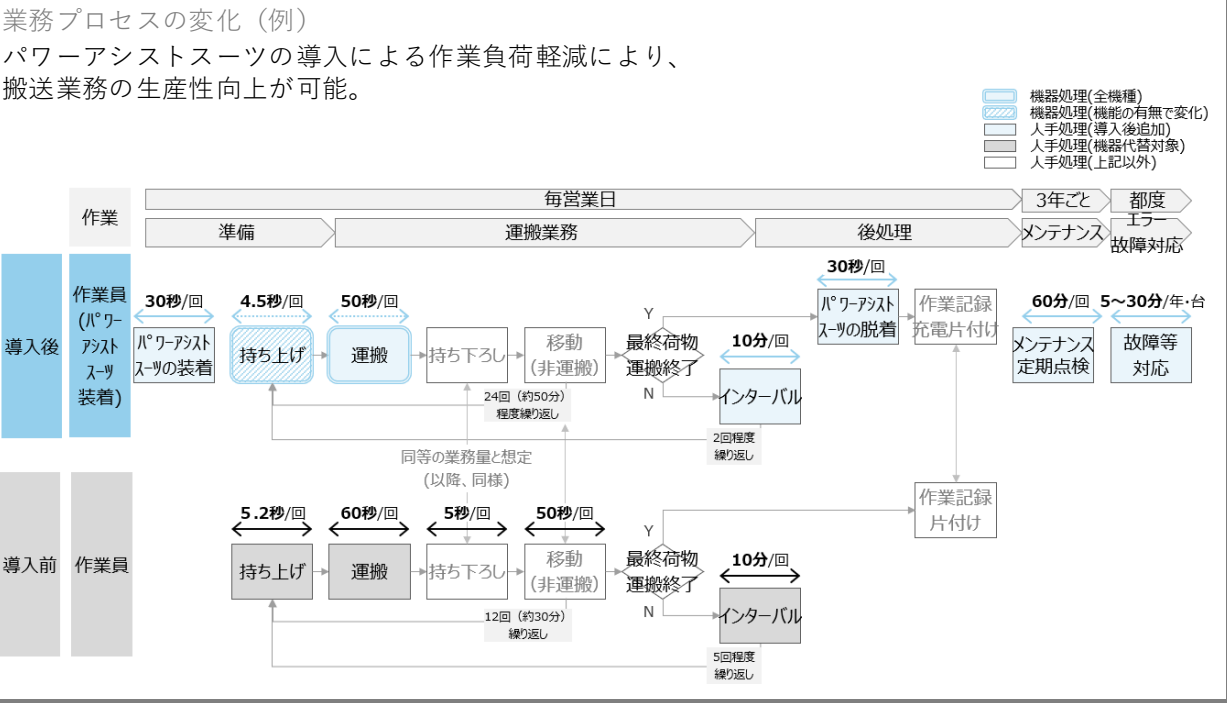 業務プロセスの変化（例）
パワーアシストスーツの導入による作業負荷軽減により、
搬送業務の生産性向上が可能。
機器処理(全機種)
機器処理(機能の有無で変化)
人手処理(導入後追加)
人手処理(機器代替対象)
人手処理(上記以外)
作業
毎営業日
3年ごと
都度
準備
運搬業務
後処理
メンテナンス
エラー
故障対応
導入後
作業員
(ﾊﾟﾜｰ
ｱｼｽﾄ
ｽｰﾂ
装着)
30秒/回
4.5秒/回
50秒/回
30秒/回
60分/回
5～30分/年･台
ﾊﾟﾜｰｱｼｽﾄ
ｽｰﾂの装着
持ち上げ
運搬
持ち下ろし
移動
(非運搬)
Y
最終荷物
運搬終了
N
10分/回
インターバル
ﾊﾟﾜｰｱｼｽﾄ
ｽｰﾂの脱着
作業記録
充電片付け
メンテナンス
定期点検
故障等
対応
24回（約50分）
程度繰り返し
2回程度
繰り返し
同等の業務量と想定
(以降、同様)
導入前
作業員
5.2秒/回
60秒/回
5秒/回
50秒/回
持ち上げ
運搬
持ち下ろし
移動
(非運搬)
Y
最終荷物
運搬終了
N
10分/回
インターバル
作業記録
片付け
12回（約30分）
繰り返し
5回程度
繰り返し